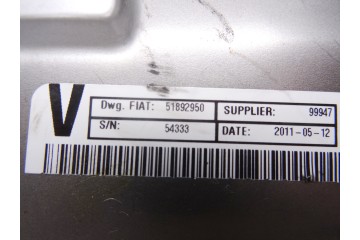 V
Dwg. FIAT: 51892950
SUPPLIER: 99947
S/N: 54333
DATE: 2011-05-12